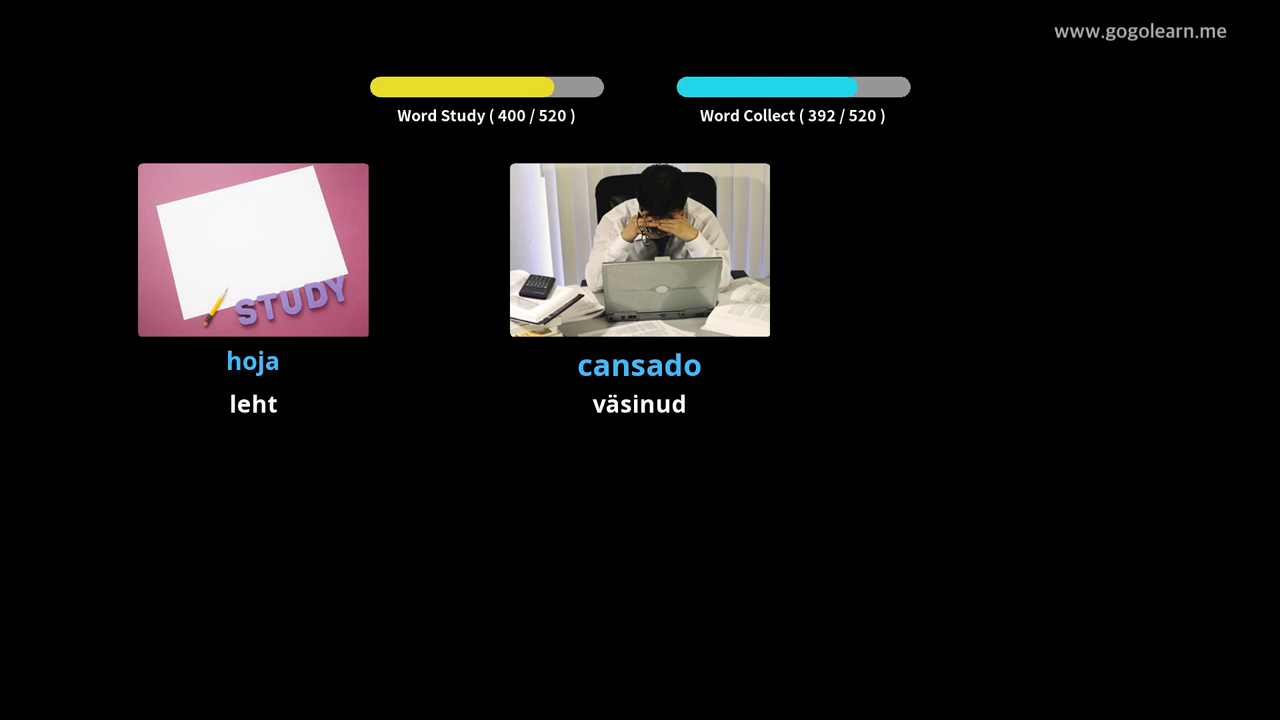 www.gogolearn.me
Word Study ( 400 / 520 )
Word Collect ( 392 / 520 )
STUDY
hoja
leht
cansado
väsinud